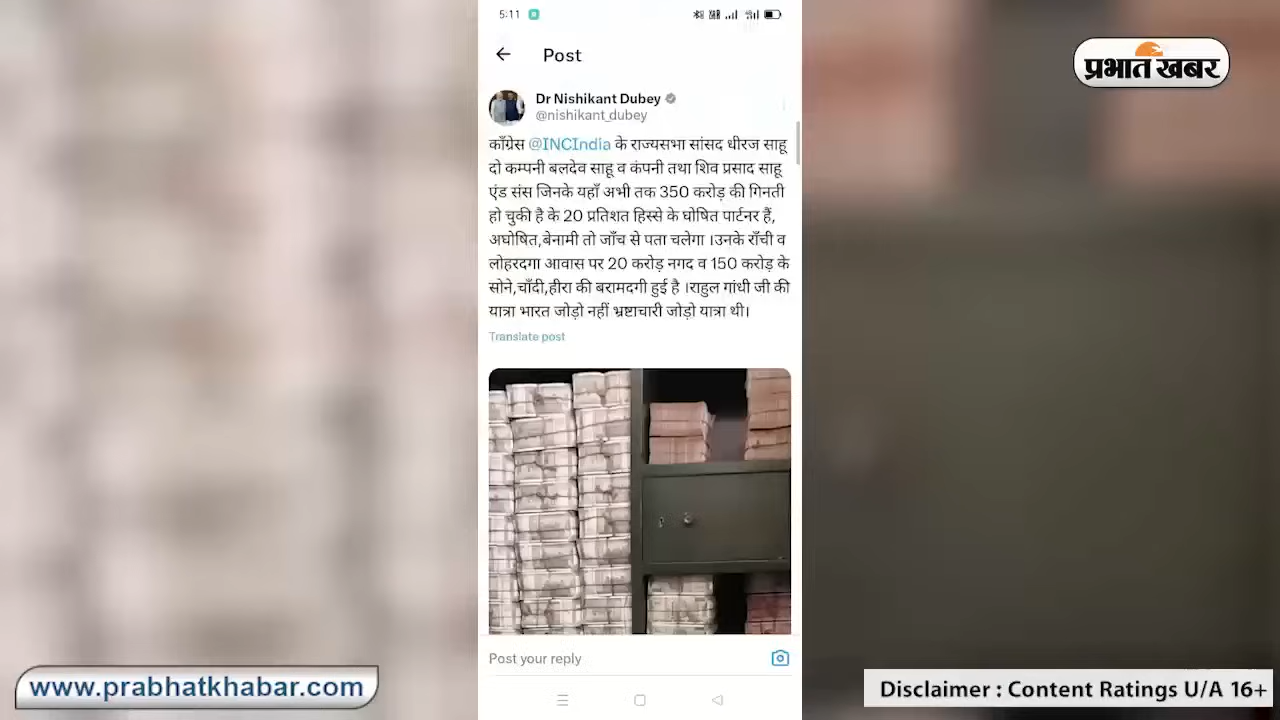 5:11
Post
प्रभात खबर
Dr Nishikant Dubey
@nishikant_dubey
काँग्रेस @INCIndia के राज्यसभा सांसद धीरज साहू
दो कम्पनी बलदेव साहू व कंपनी तथा शिव प्रसाद साहू
एंड संस जिनके यहाँ अभी तक 350 करोड़ की गिनती
हो चुकी है के 20 प्रतिशत हिस्से के घोषित पार्टनर हैं,
अघोषित,बेनामी तो जाँच से पता चलेगा ।उनके राँची व
लोहरदगा आवास पर 20 करोड़ नगद व 150 करोड़ के
सोने,चाँदी,हीरा की बरामदगी हुई है ।राहुल गांधी जी की
यात्रा भारत जोड़ो नहीं भ्रष्टाचारी जोड़ो यात्रा थी।
Translate post
Post your reply
www.prabhatkhabar.com
Disclaimer : Content Ratings U/A 16+